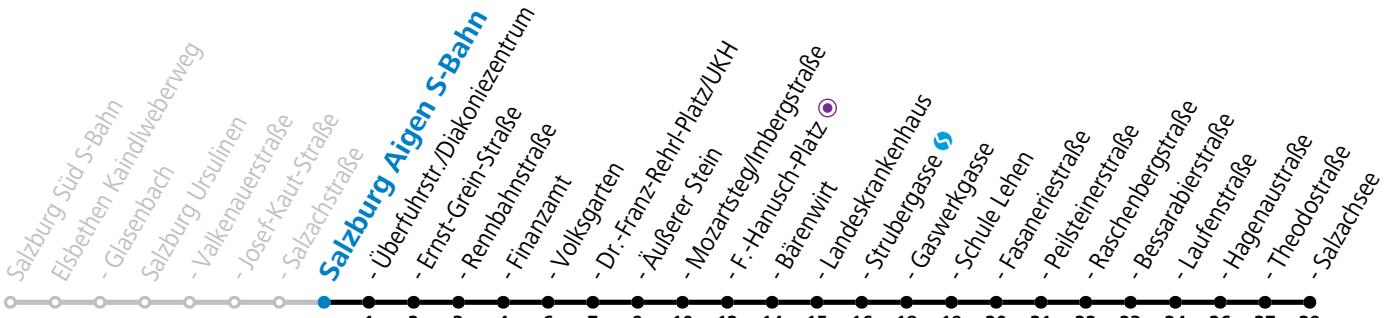 Salzburg Süd S-Bahn
Elsbethen Kaindlweberweg
- Glasenbach
Salzburg Ursulinen
- Valkenauerstraße
- Josef-Kaut-Straße
- Salzachstraße
Salzburg Aigen S-Bahn
- Überfuhrstr./Diakoniezentrum
- Ernst-Grein-Straße
- Rennbahnstraße
- Finanzamt
- Volksgarten
- Dr.-Franz-Rehrl-Platz/UKH
- Äußerer Stein
- Mozartsteg/Imbergstraße
- F.-Hanusch-Platz
- Bärenwirt
- Landeskrankenhaus
- Strubergasse
- Gaswerkgasse
- Schule Lehen
- Fasaneriestraße
- Peilsteinerstraße
- Raschenbergstraße
- Bessarabierstraße
- Laufenstraße
- Hagenaustraße
- Theodostraße
- Salzachsee